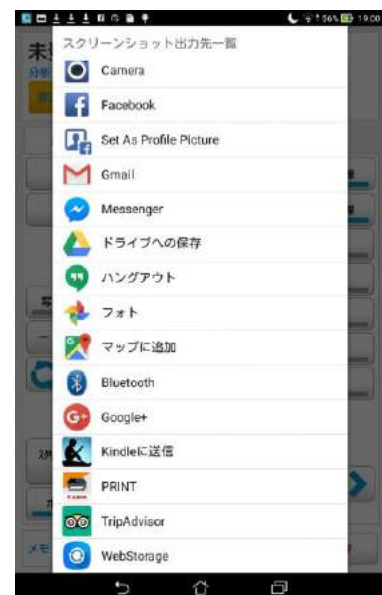 56% 19:00
スクリーンショット出力先一覧
Camera
Facebook
Set As Profile Picture
Gmail
Messenger
ドライブへの保存
ハングアウト
フォト
マップに追加
Bluetooth
Google+
Kindleに送信
PRINT
TripAdvisor
WebStorage